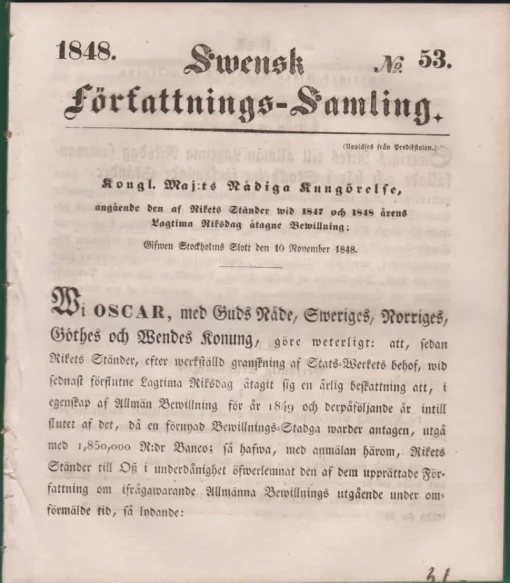 1848.
Swensk
№ 53.
Författnings-Samling.
(Uppläses från Predikstolen.)
Kongl. Maj:ts Nådiga Kungörelse,
angående den af Rikets Ständer wid 1847 och 1848 årens
Lagtima Riksdag åtagne Bewillning;
Gifwen Stockholms Slott den 10 November 1848.
Wi OSCAR, med Guds Nåde, Sweriges, Norriges,
Göthes och Wendes Konung, göre weterligt: att, sedan
Rikets Ständer, efter werkställd granskning af Stats-Werkets behof, wid
sednast förflutne Lagtima Riksdag åtagit sig en årlig beskattning att, i
egenskap af Allmän Bewillning för år 1849 och derpåföljande år intill
slutet af det, då en förnyad Bewillnings-Stadga warder antagen, utgå
med 1,850,000 R:dr Banco; så hafwa, med anmälan härom, Rikets
Ständer till Oß i underdånighet öfwerlemnat den af dem upprättade För-
fattning om ifrågawarande Allmänna Bewillnings utgående under om-
förmälde tid, så lydande: